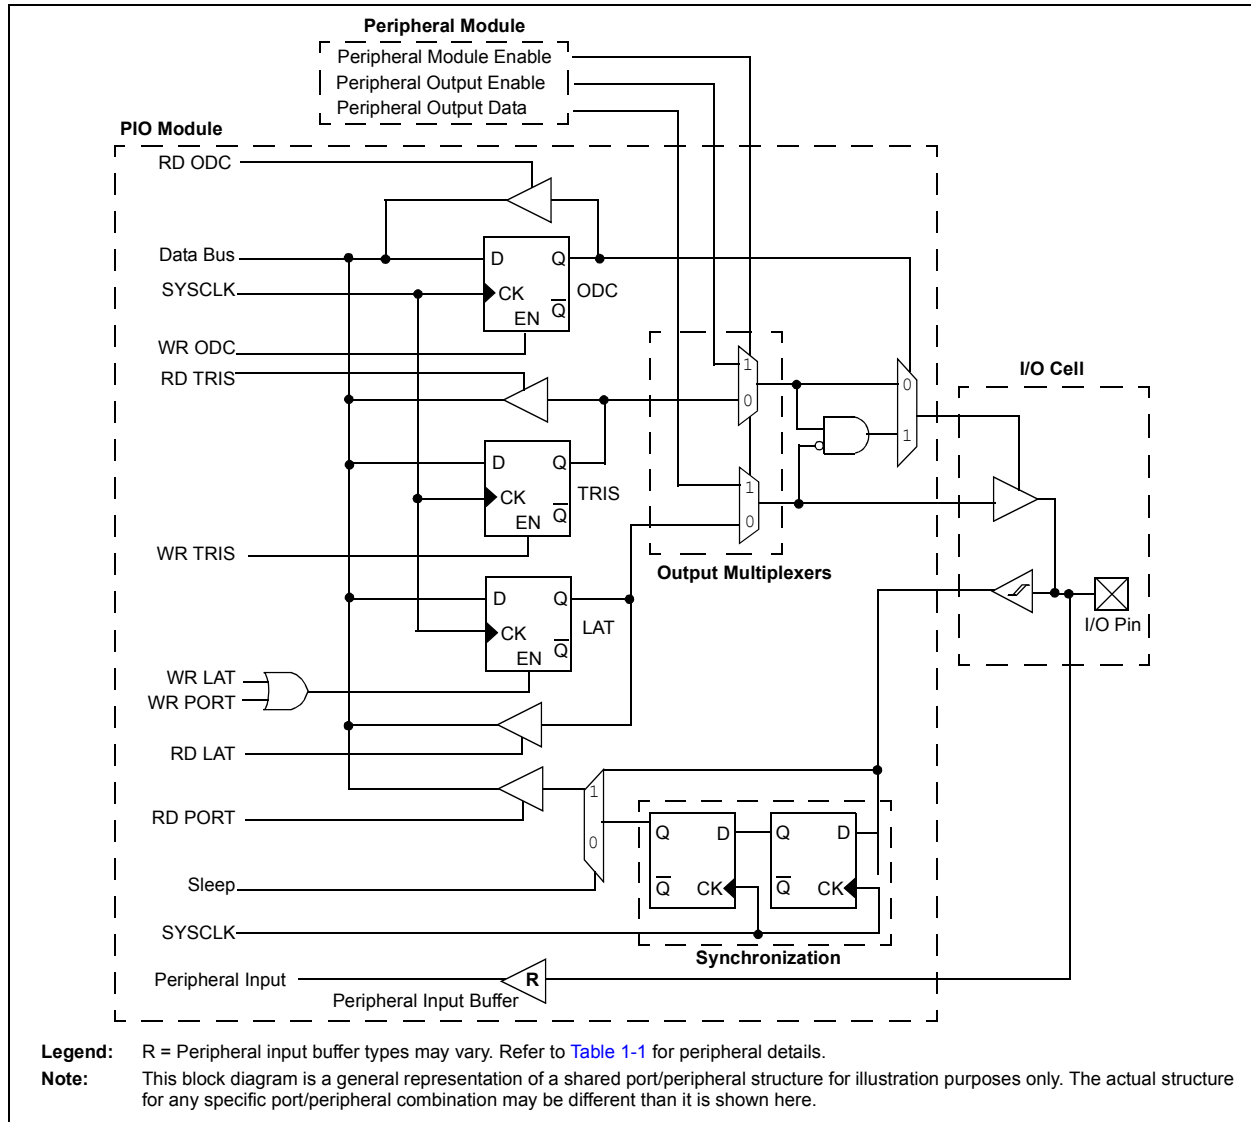 Peripheral Module
Peripheral Module Enable
Peripheral Output Enable
Peripheral Output Data
PIO Module
RD ODC
Data Bus
D
Q
SYSCLK
CK
ODC
EN
Q
WR ODC
RD TRIS
1
0
I/O Cell
0
1
D
Q
CK
TRIS
EN
Q
1
0
WR TRIS
Output Multiplexers
D
Q
CK
LAT
EN
Q
I/O Pin
WR LAT
WR PORT
RD LAT
RD PORT
1
0
Q
D
Q
D
Q
CK
Q
CK
Sleep
SYSCLK
Synchronization
Peripheral Input
R
Peripheral Input Buffer
Legend: R = Peripheral input buffer types may vary. Refer to Table 1-1 for peripheral details.
Note: This block diagram is a general representation of a shared port/peripheral structure for illustration purposes only. The actual structure
for any specific port/peripheral combination may be different than it is shown here.